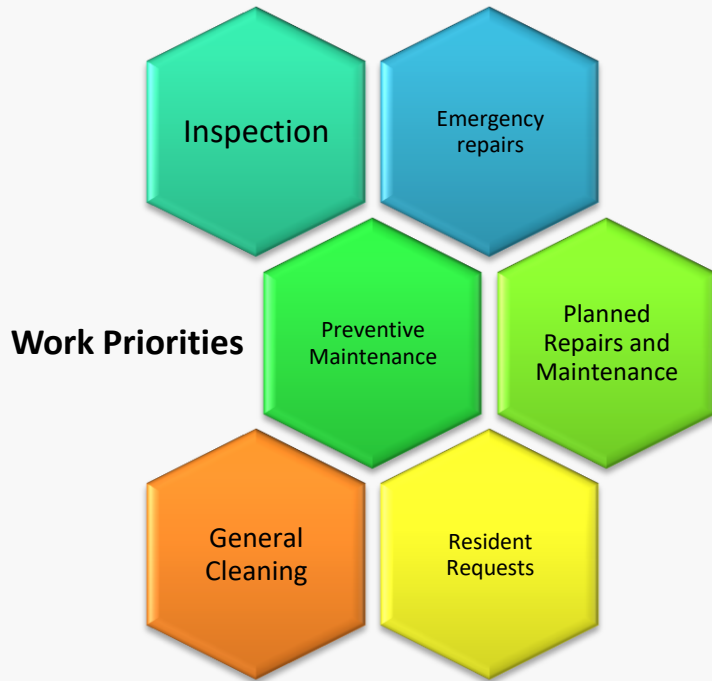 Inspection
Emergency
repairs
Work Priorities
Preventive
Maintenance
Planned
Repairs and
Maintenance
General
Cleaning
Resident
Requests